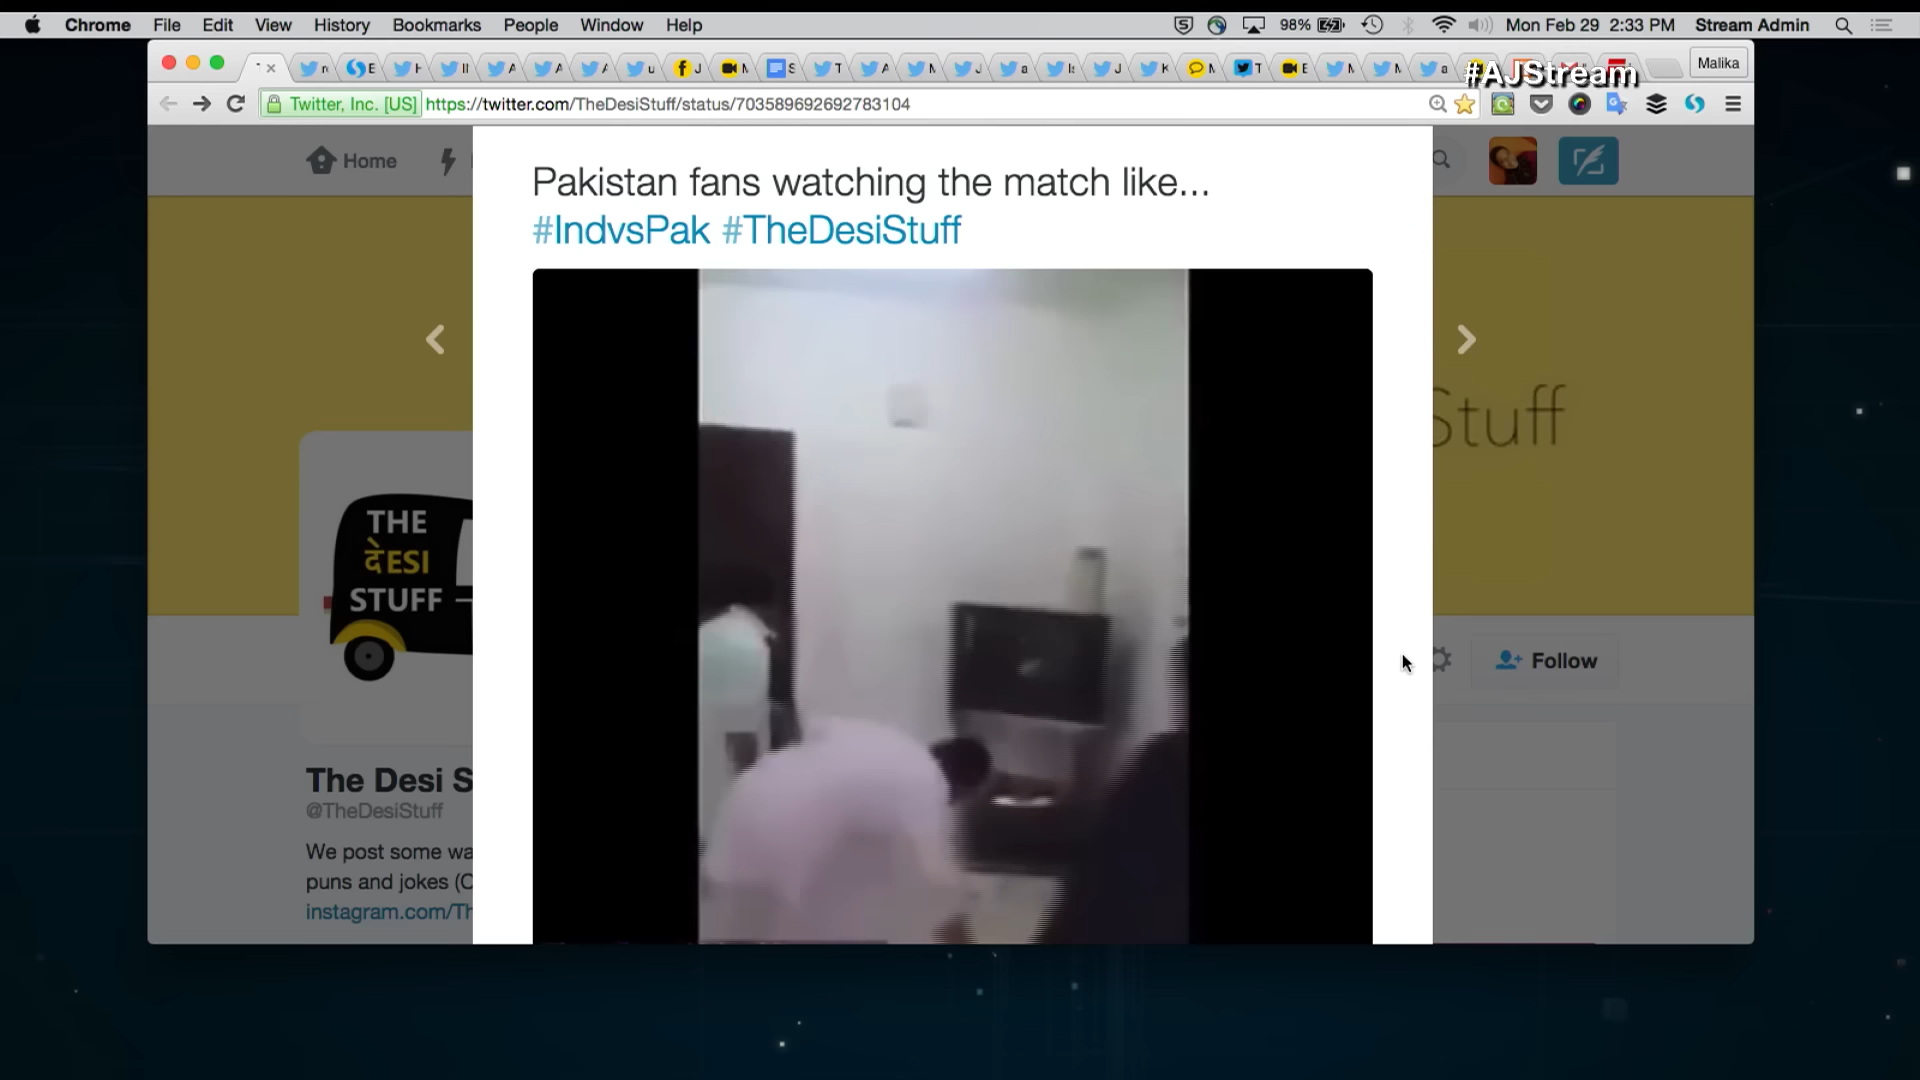 Chrome File Edit View History Bookmarks People Window Help 98% Mon Feb 29 2:33 PM Stream Admin
Malika
#AJStream
Twitter, Inc. [US] https://twitter.com/TheDesiStuff/status/703589692692783104
Home
Pakistan fans watching the match like...
#IndvsPak #TheDesiStuff
Stuff
THE
देESI
STUFF
Follow
The Desi S
@TheDesiStuff
We post some wa
puns and jokes (C
instagram.com/Th